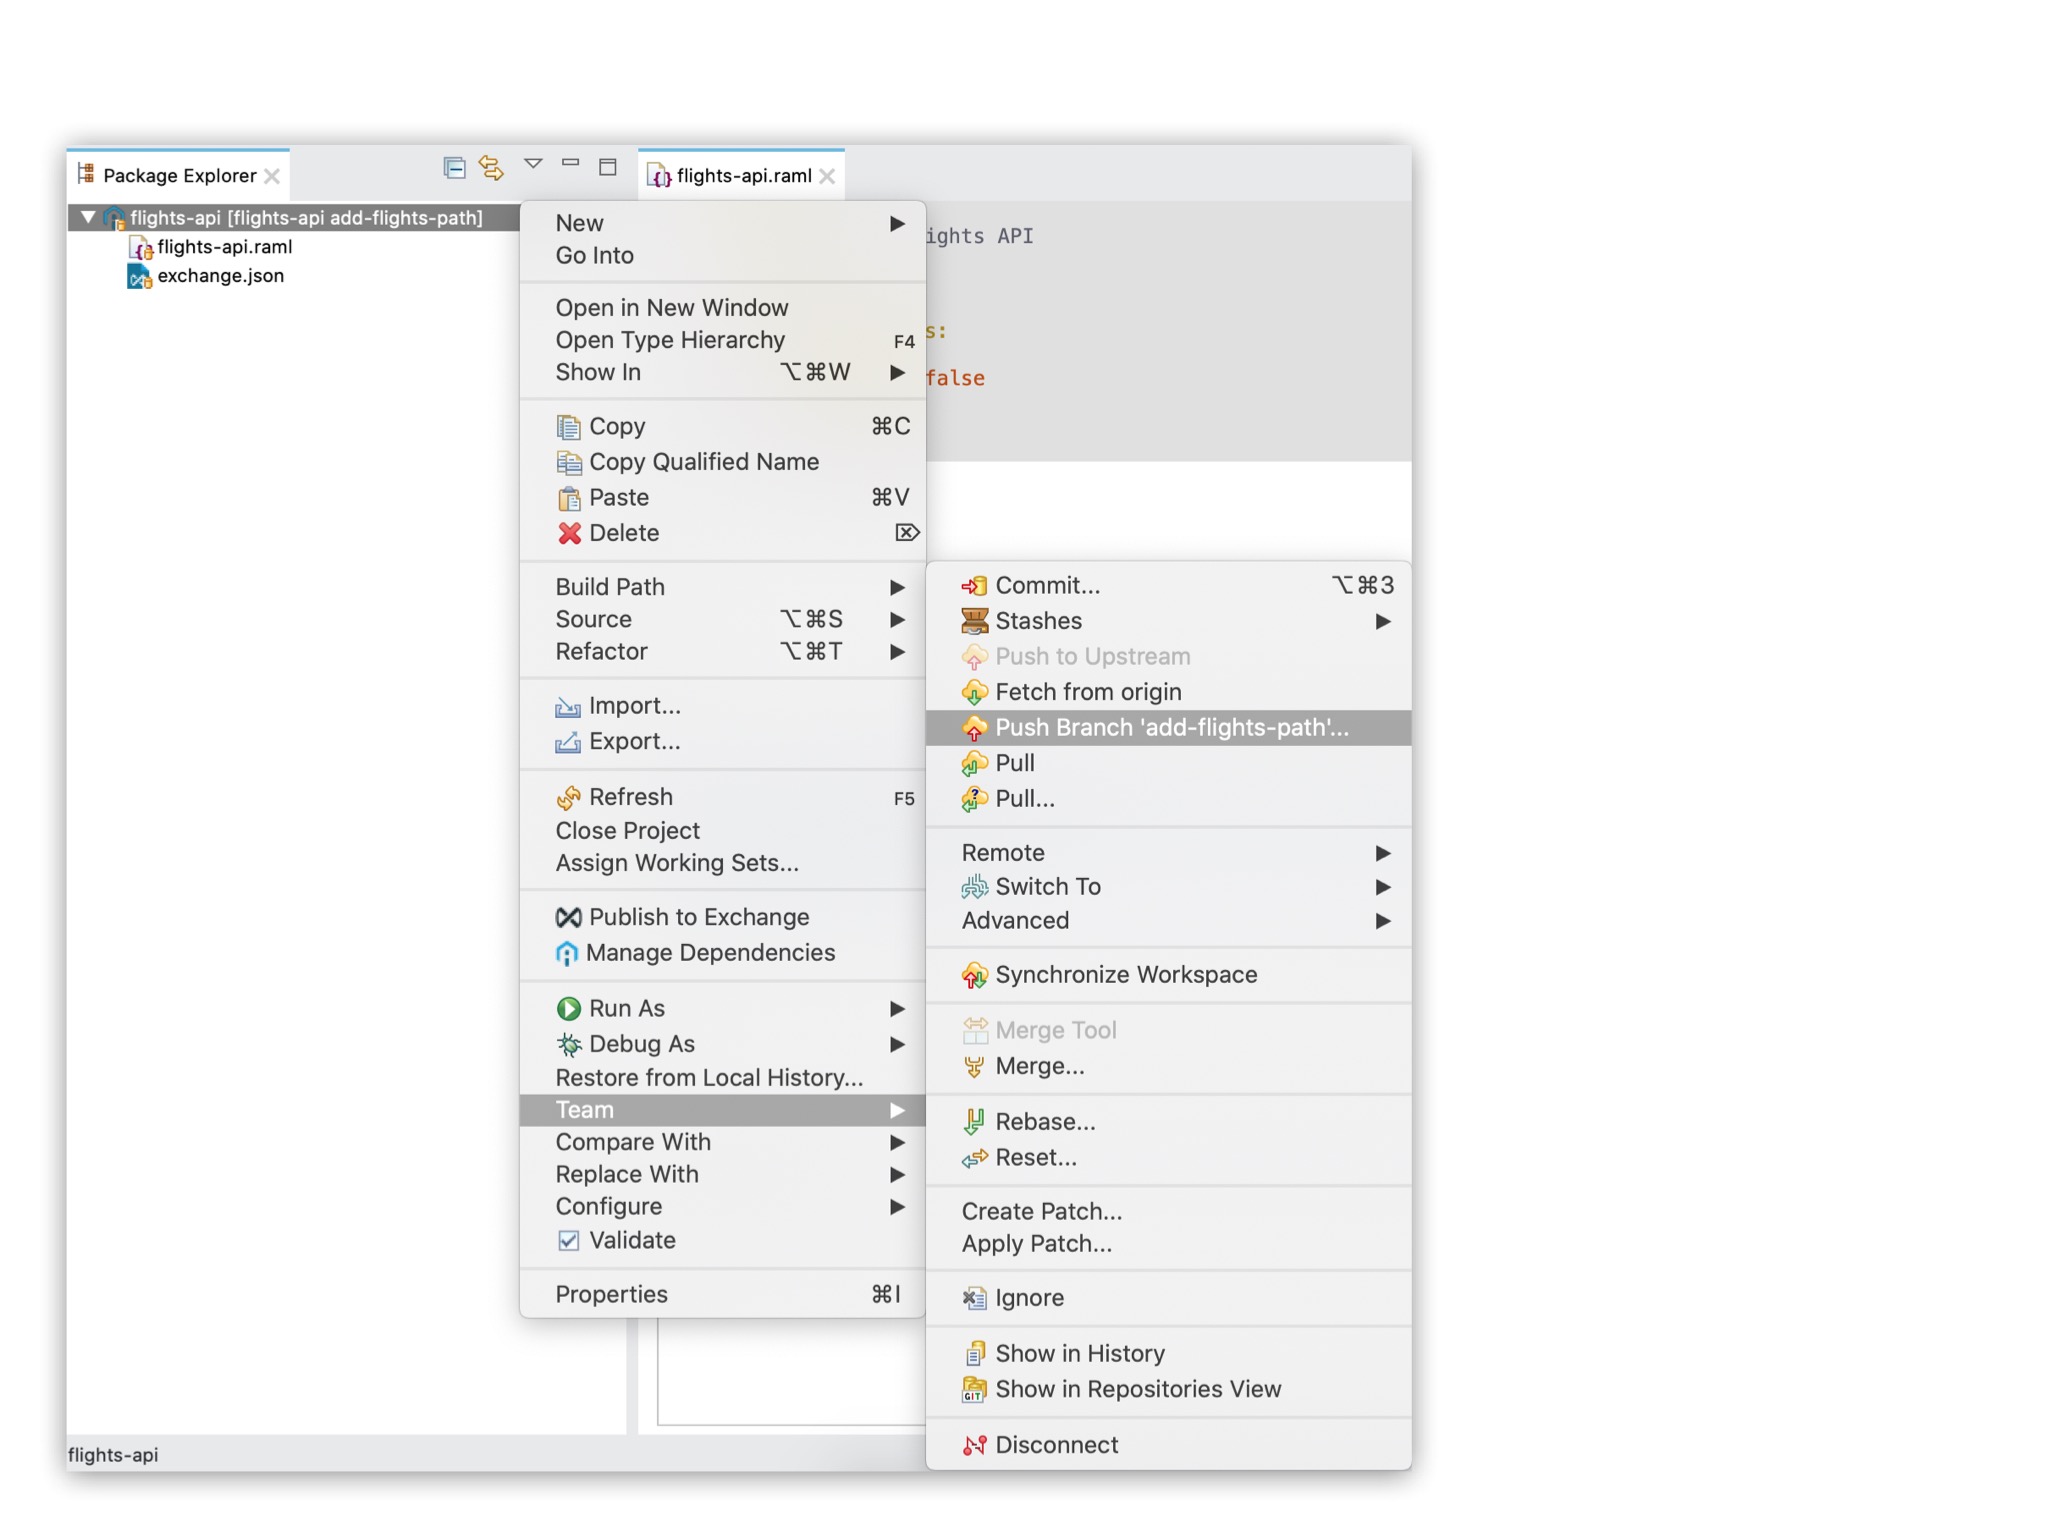 Package Explorer
flights-api.raml
flights-api [flights-api add-flights-path]
flights-api.raml
exchange.json
ights API
s:
false
New
Go Into
Open in New Window
Open Type Hierarchy F4
Show In ⌥⌘W
Copy ⌘C
Copy Qualified Name
Paste ⌘V
Delete ⌦
Build Path
Source ⌥⌘S
Refactor ⌥⌘T
Import...
Export...
Refresh F5
Close Project
Assign Working Sets...
Publish to Exchange
Manage Dependencies
Run As
Debug As
Restore from Local History...
Team
Compare With
Replace With
Configure
Validate
Properties ⌘I
Commit... ⌥⌘3
Stashes
Push to Upstream
Fetch from origin
Push Branch 'add-flights-path'...
Pull
Pull...
Remote
Switch To
Advanced
Synchronize Workspace
Merge Tool
Merge...
Rebase...
Reset...
Create Patch...
Apply Patch...
Ignore
Show in History
GIT Show in Repositories View
Disconnect
flights-api